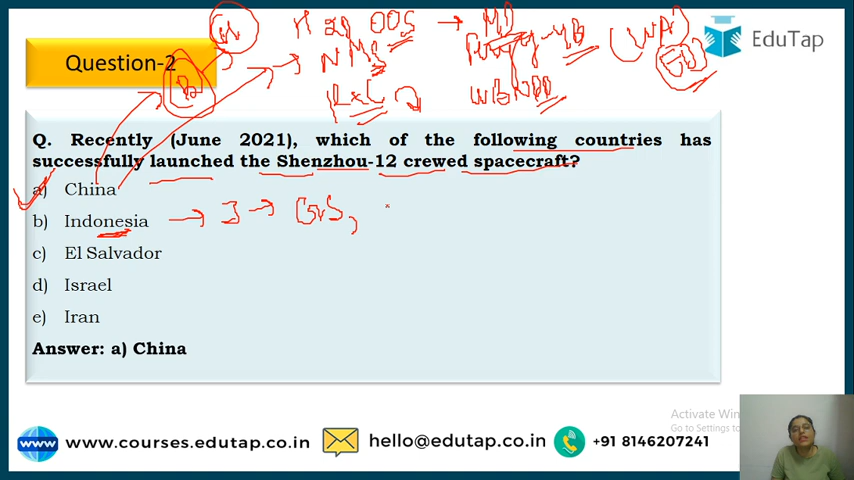 Question-2
EduTap
Q. Recently (June 2021), which of the following countries has
successfully launched the Shenzhou-12 crewed spacecraft?
a) China
b) Indonesia
c) El Salvador
d) Israel
e) Iran
Answer: a) China
Activate Win
Go to Settings to
www
www.courses.edutap.co.in
hello@edutap.co.in
+91 8146207241